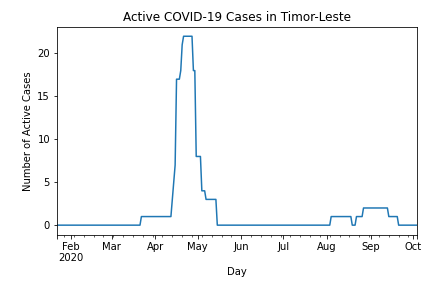 Active COVID-19 Cases in Timor-Leste
Number of Active Cases
20
15
10
5
0
Feb Mar Apr May Jun Jul Aug Sep Oct
2020
Day